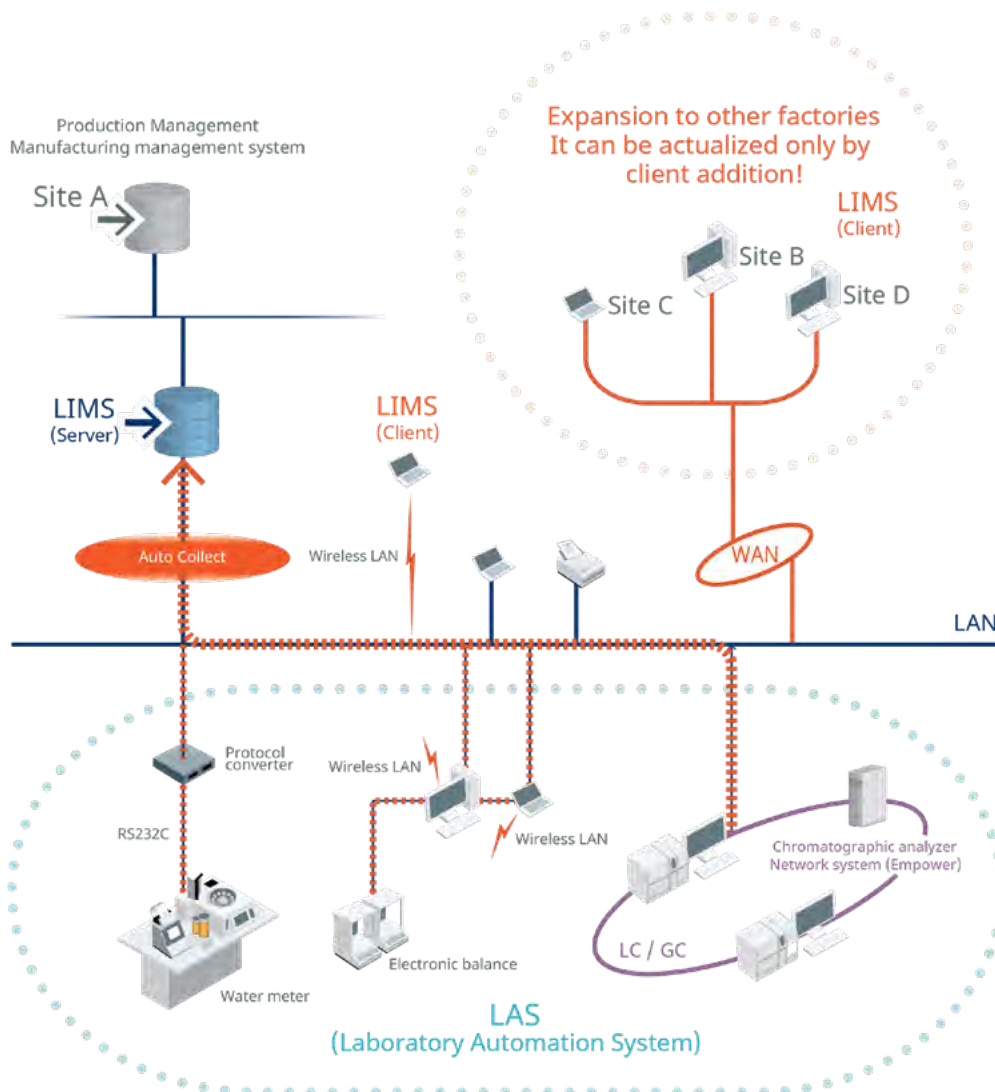 Production Management
Manufacturing management system
Site A
Expansion to other factories
It can be actualized only by
client addition!
LIMS
(Client)
Site B
Site C
Site D
LIMS
(Server)
LIMS
(Client)
Auto Collect
Wireless LAN
WAN
LAN
Protocol
converter
Wireless LAN
RS232C
Wireless LAN
Chromatographic analyzer
Network system (Empower)
LC / GC
Electronic balance
Water meter
LAS
(Laboratory Automation System)